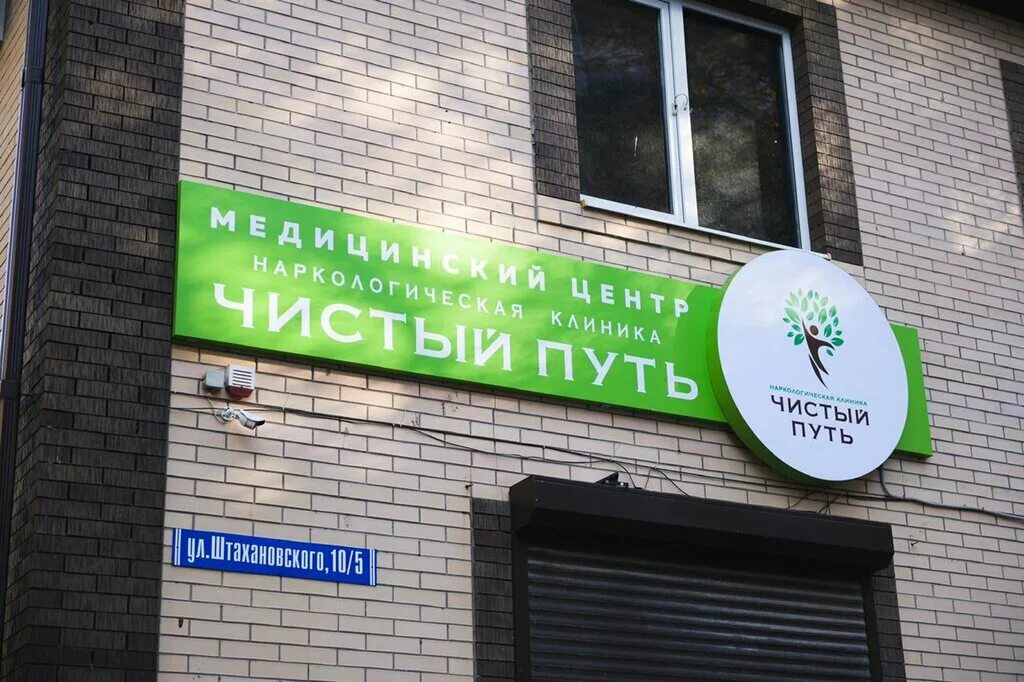 МЕДИЦИНСКИЙ ЦЕНТР
НАРКОЛОГИЧЕСКАЯ КЛИНИКА
ЧИСТЫЙ ПУТЬ
НАРКОЛОГИЧЕСКАЯ КЛИНИКА
ЧИСТЫЙ
ПУТЬ
ул.Штахановского,10/5